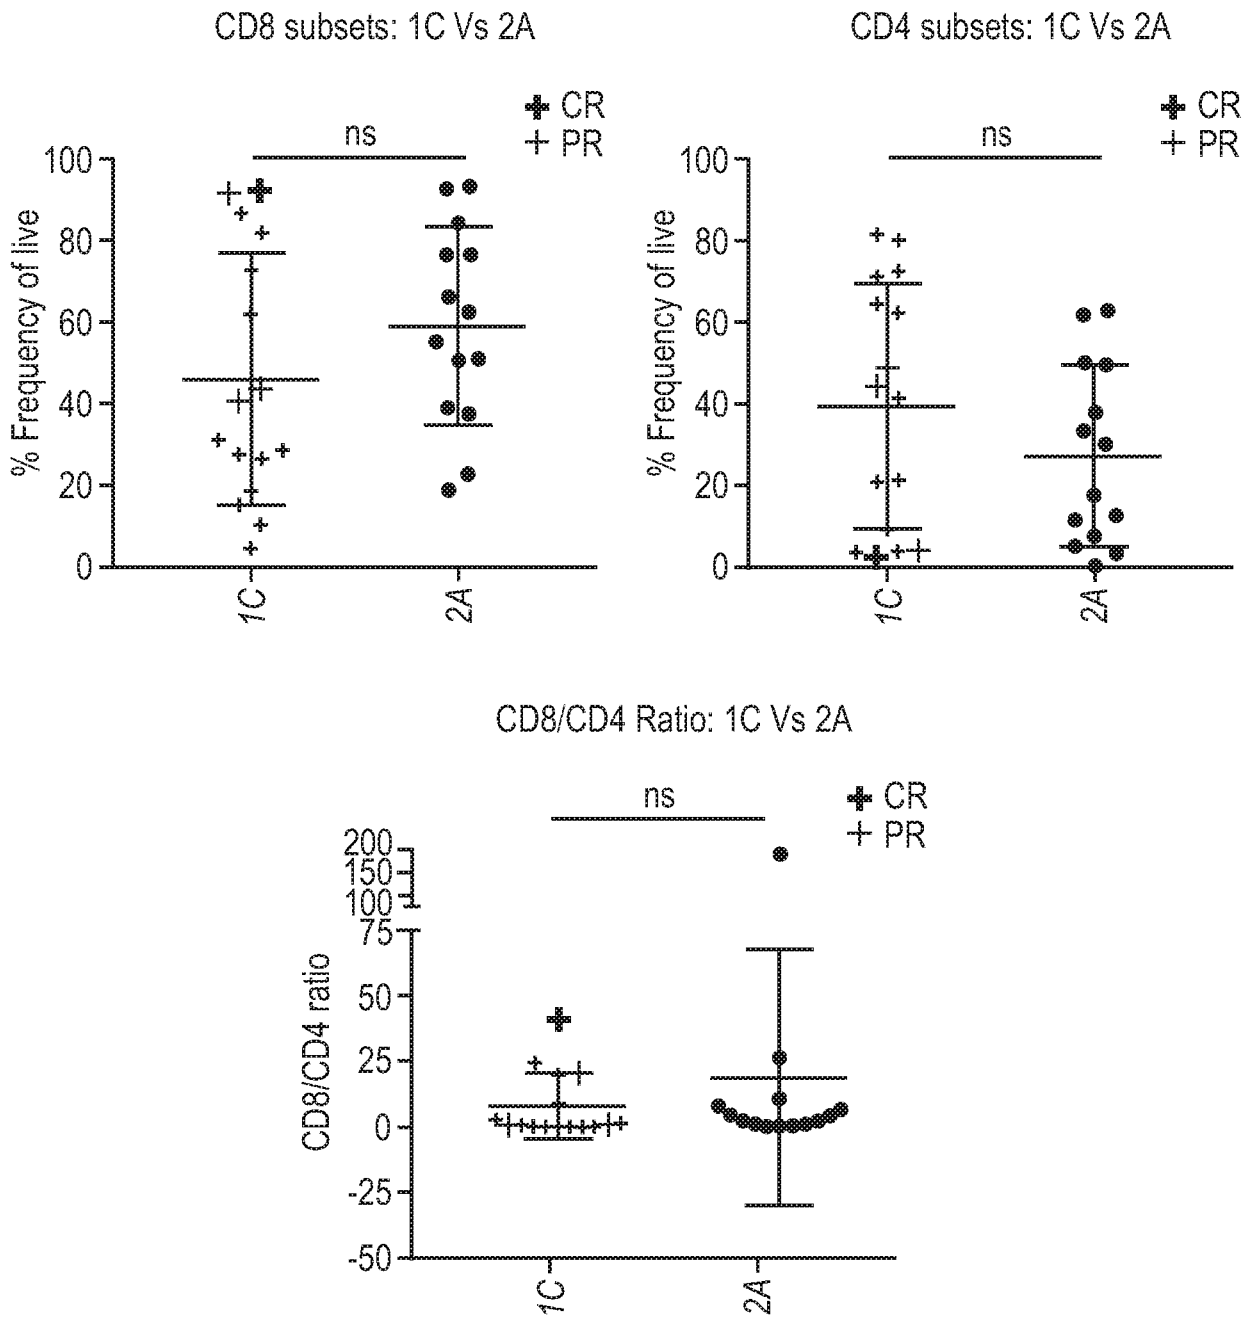 CD8 subsets: 1C Vs 2A
CR
PR
ns
100
80
60
40
20
0
% Frequency of live
1C
2A
CD4 subsets: 1C Vs 2A
CR
PR
ns
100
80
60
40
20
0
% Frequency of live
1C
2A
CD8/CD4 Ratio: 1C Vs 2A
CR
PR
ns
200
150
100
75
50
25
0
-25
-50
CD8/CD4 ratio
1C
2A